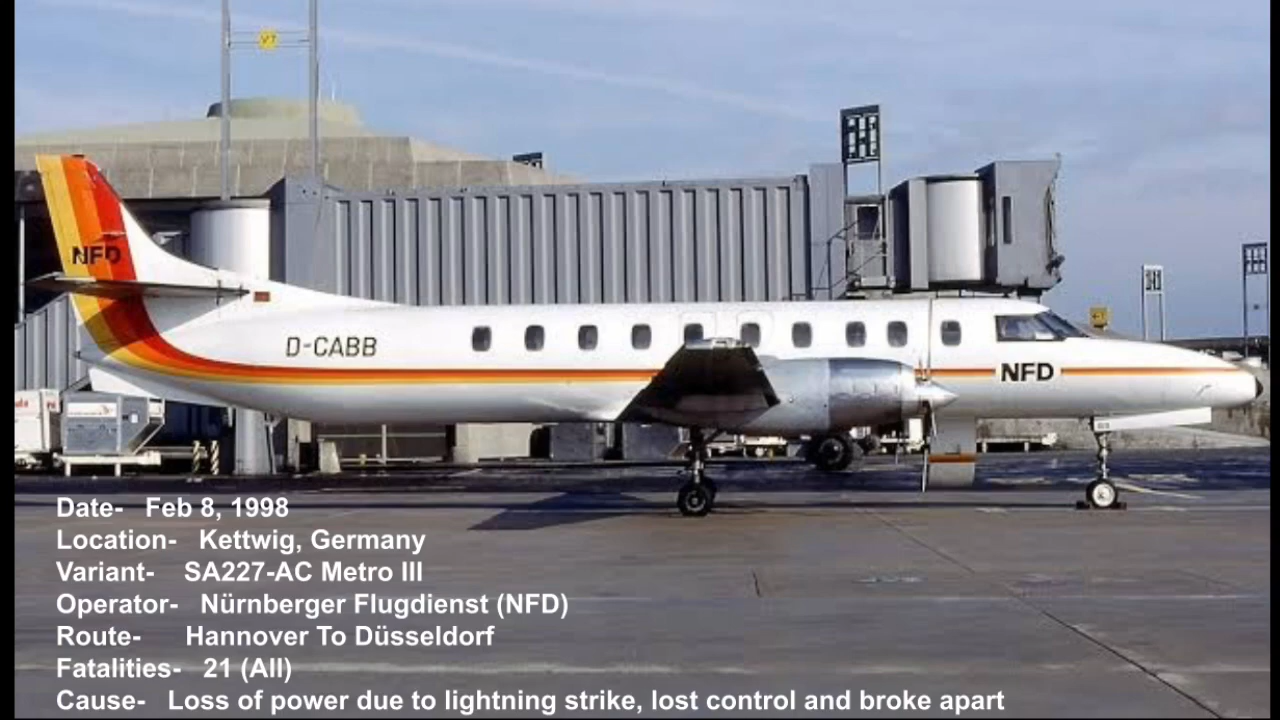 V7
NFD
D-CABB
NFD
Date- Feb 8, 1998
Location- Kettwig, Germany
Variant- SA227-AC Metro III
Operator- Nürnberger Flugdienst (NFD)
Route- Hannover To Düsseldorf
Fatalities- 21 (All)
Cause- Loss of power due to lightning strike, lost control and broke apart